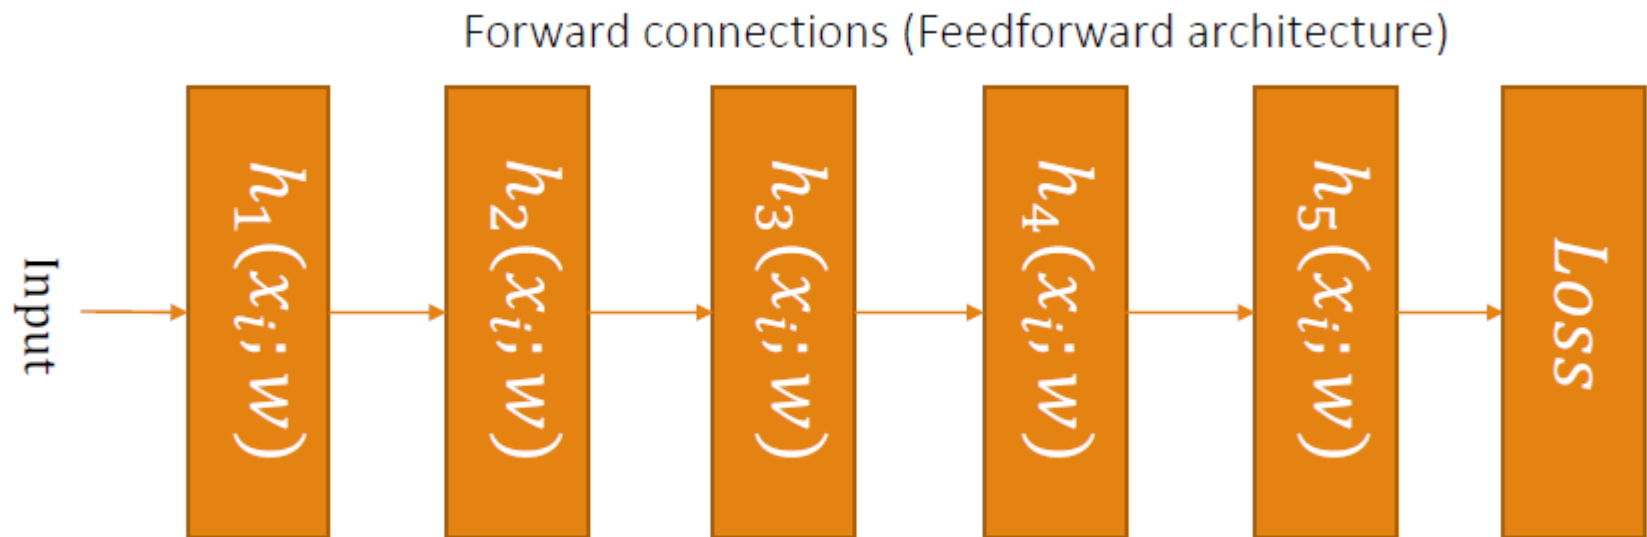 Forward connections (Feedforward architecture)
Input
h₁(xᵢ; w)
h₂(xᵢ; w)
h₃(xᵢ; w)
h₄(xᵢ; w)
h₅(xᵢ; w)
Loss